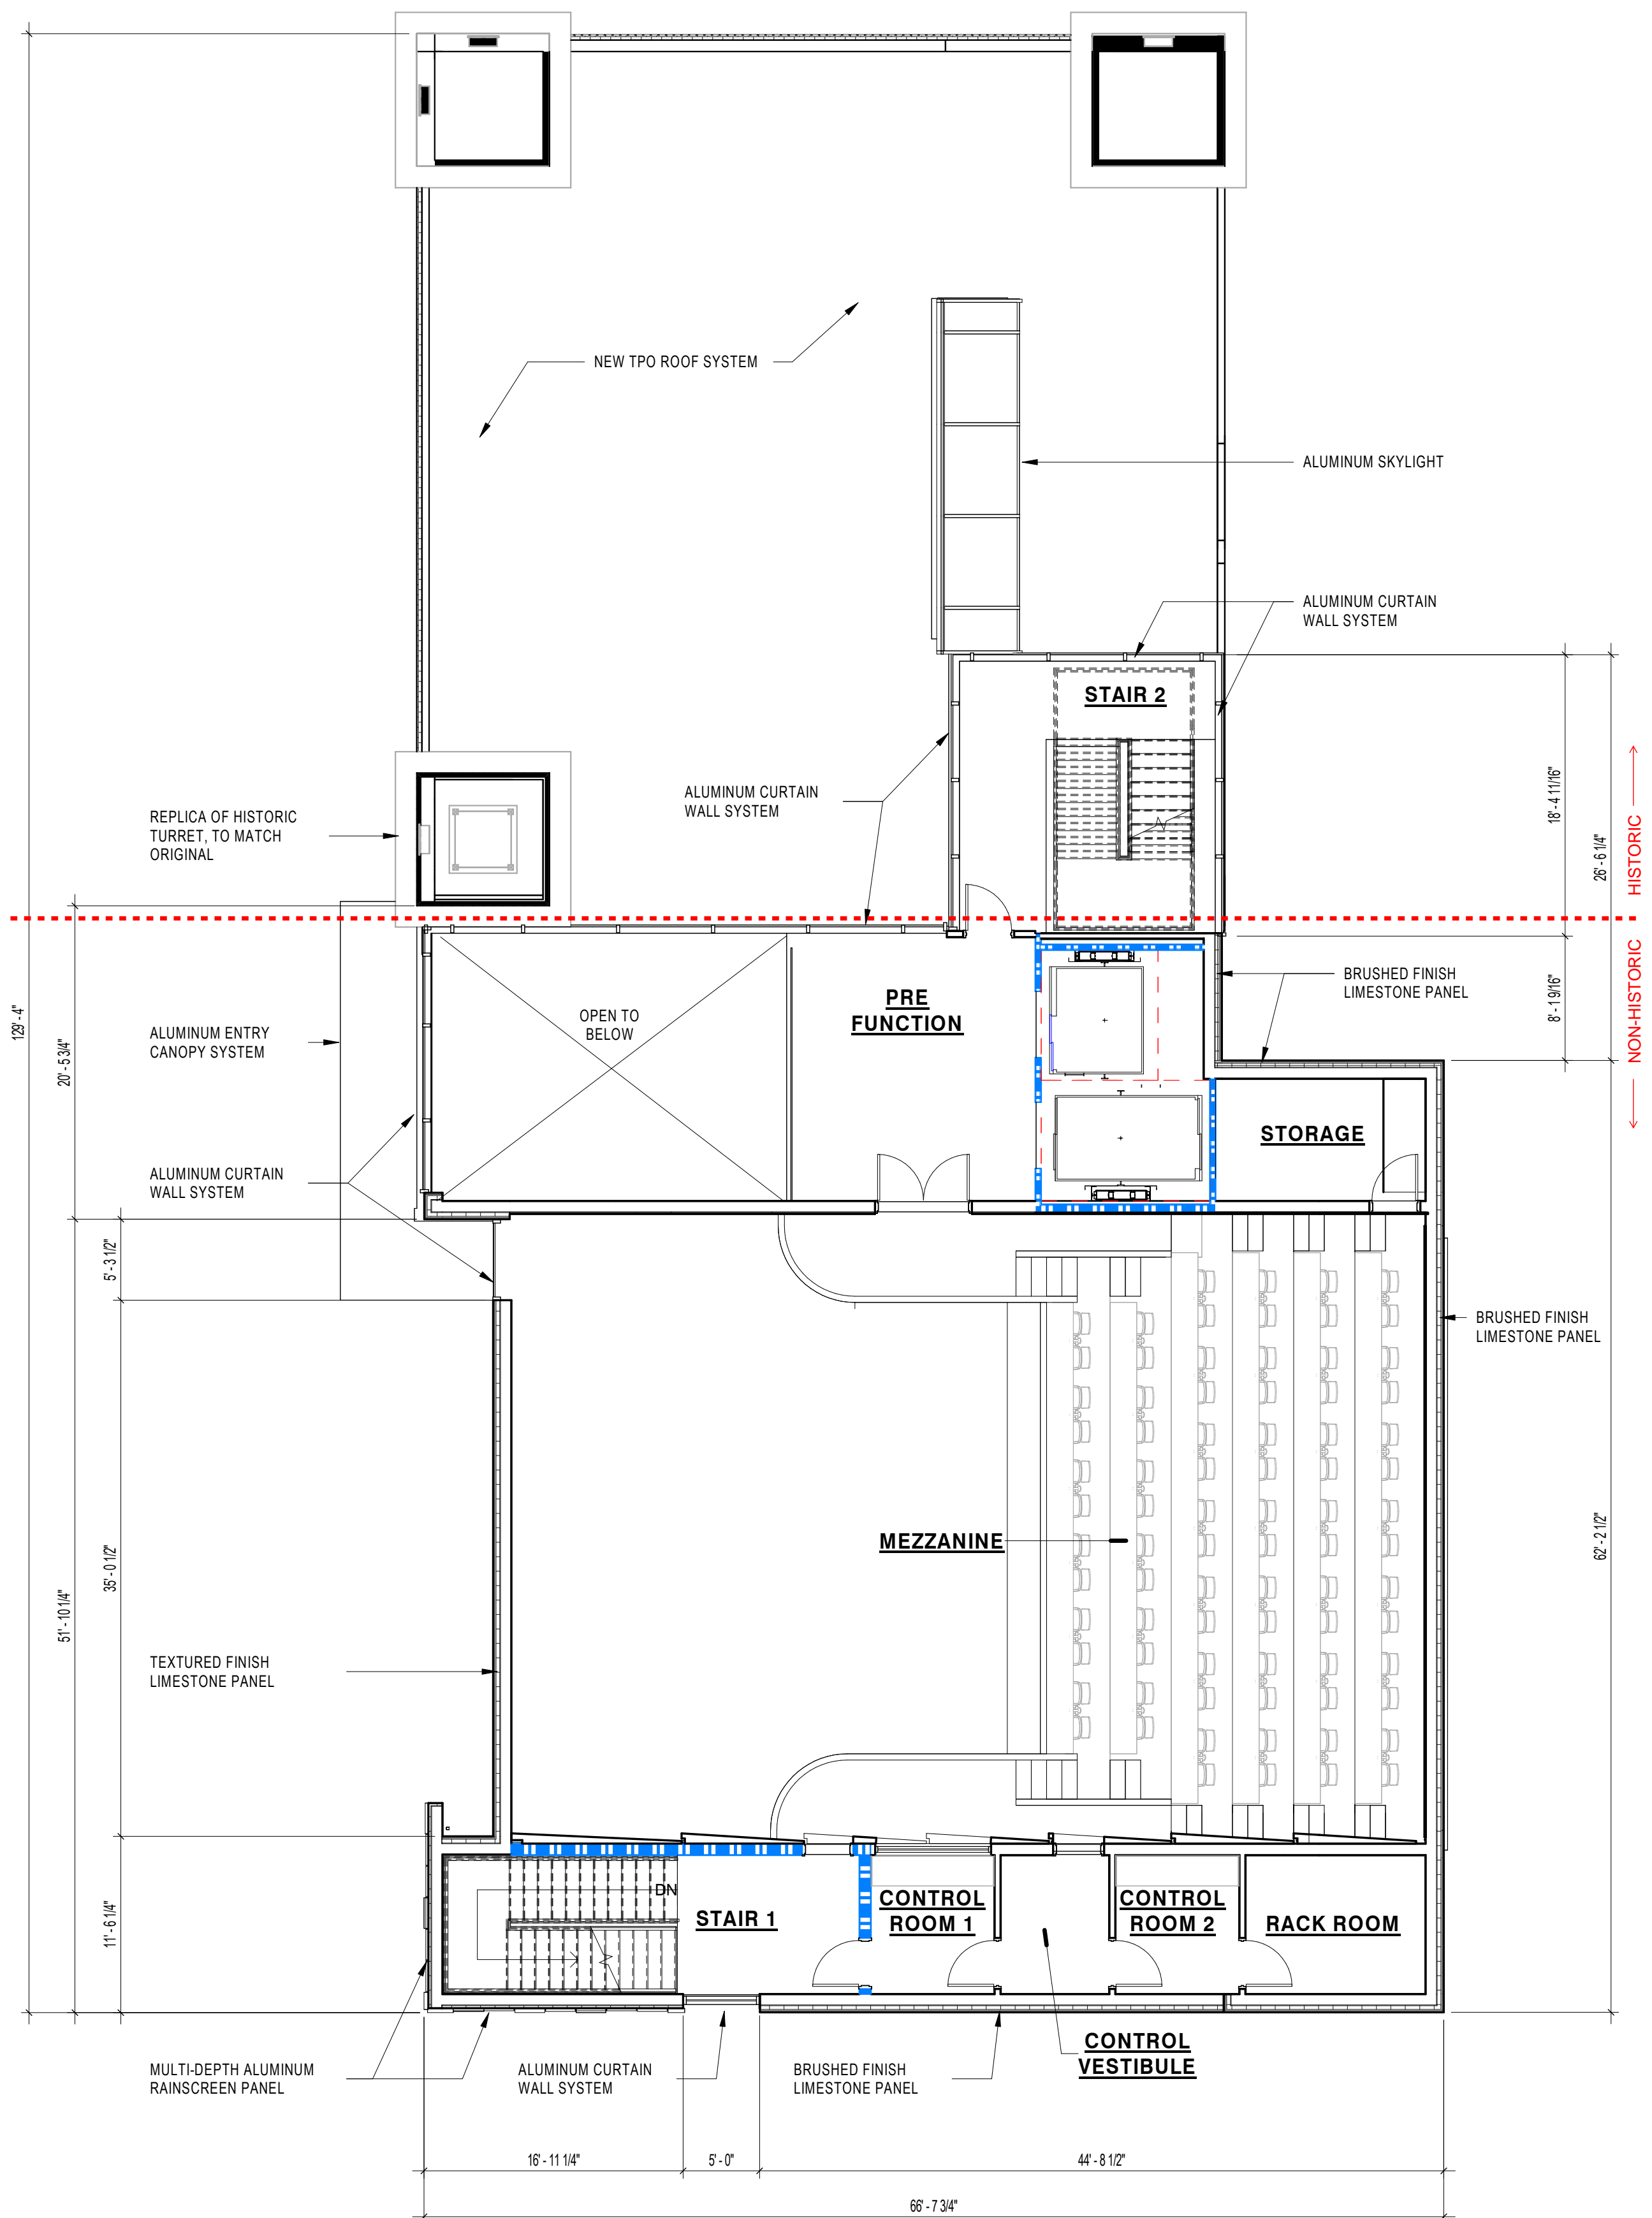 NEW TPO ROOF SYSTEM
ALUMINUM SKYLIGHT
ALUMINUM CURTAIN
WALL SYSTEM
STAIR 2
ALUMINUM CURTAIN
WALL SYSTEM
REPLICA OF HISTORIC
TURRET, TO MATCH
ORIGINAL
18' - 4 11/16"
26' - 6 1/4"
HISTORIC
NON-HISTORIC
8' - 1 9/16"
BRUSHED FINISH
LIMESTONE PANEL
PRE
FUNCTION
OPEN TO
BELOW
129' - 4"
20' - 5 3/4"
ALUMINUM ENTRY
CANOPY SYSTEM
STORAGE
ALUMINUM CURTAIN
WALL SYSTEM
5' - 3 1/2"
BRUSHED FINISH
LIMESTONE PANEL
MEZZANINE
35' - 0 1/2"
51' - 10 1/4"
62' - 2 1/2"
TEXTURED FINISH
LIMESTONE PANEL
11' - 6 1/4"
DN
STAIR 1
CONTROL
ROOM 1
CONTROL
ROOM 2
RACK ROOM
CONTROL
VESTIBULE
MULTI-DEPTH ALUMINUM
RAINSCREEN PANEL
ALUMINUM CURTAIN
WALL SYSTEM
BRUSHED FINISH
LIMESTONE PANEL
16' - 11 1/4"
5' - 0"
44' - 8 1/2"
66' - 7 3/4"